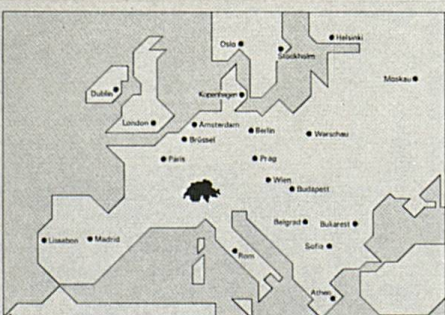 Helsinki
Oslo
Stockholm
Moskau
Dublin
Kopenhagen
London
Amsterdam
Berlin
Warschau
Brüssel
Paris
Prag
Wien
Budapest
Belgrad
Bukarest
Lissabon
Madrid
Sofia
Rom
Athen